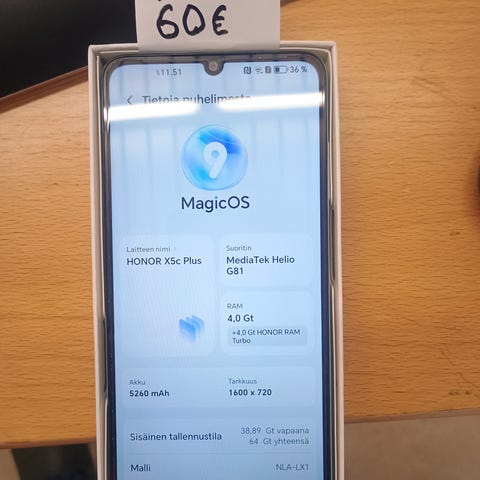 60€
11.51
36 %
Tietoja puhelimesta
9
MagicOS
Laitteen nimi
HONOR X5c Plus
Suoritin
MediaTek Helio
G81
RAM
4,0 Gt
+4,0 Gt HONOR RAM
Turbo
Akku
5260 mAh
Tarkkuus
1600 x 720
Sisäinen tallennustila
38,89 Gt vapaana
64 Gt yhteensä
Malli
NLA-LX1